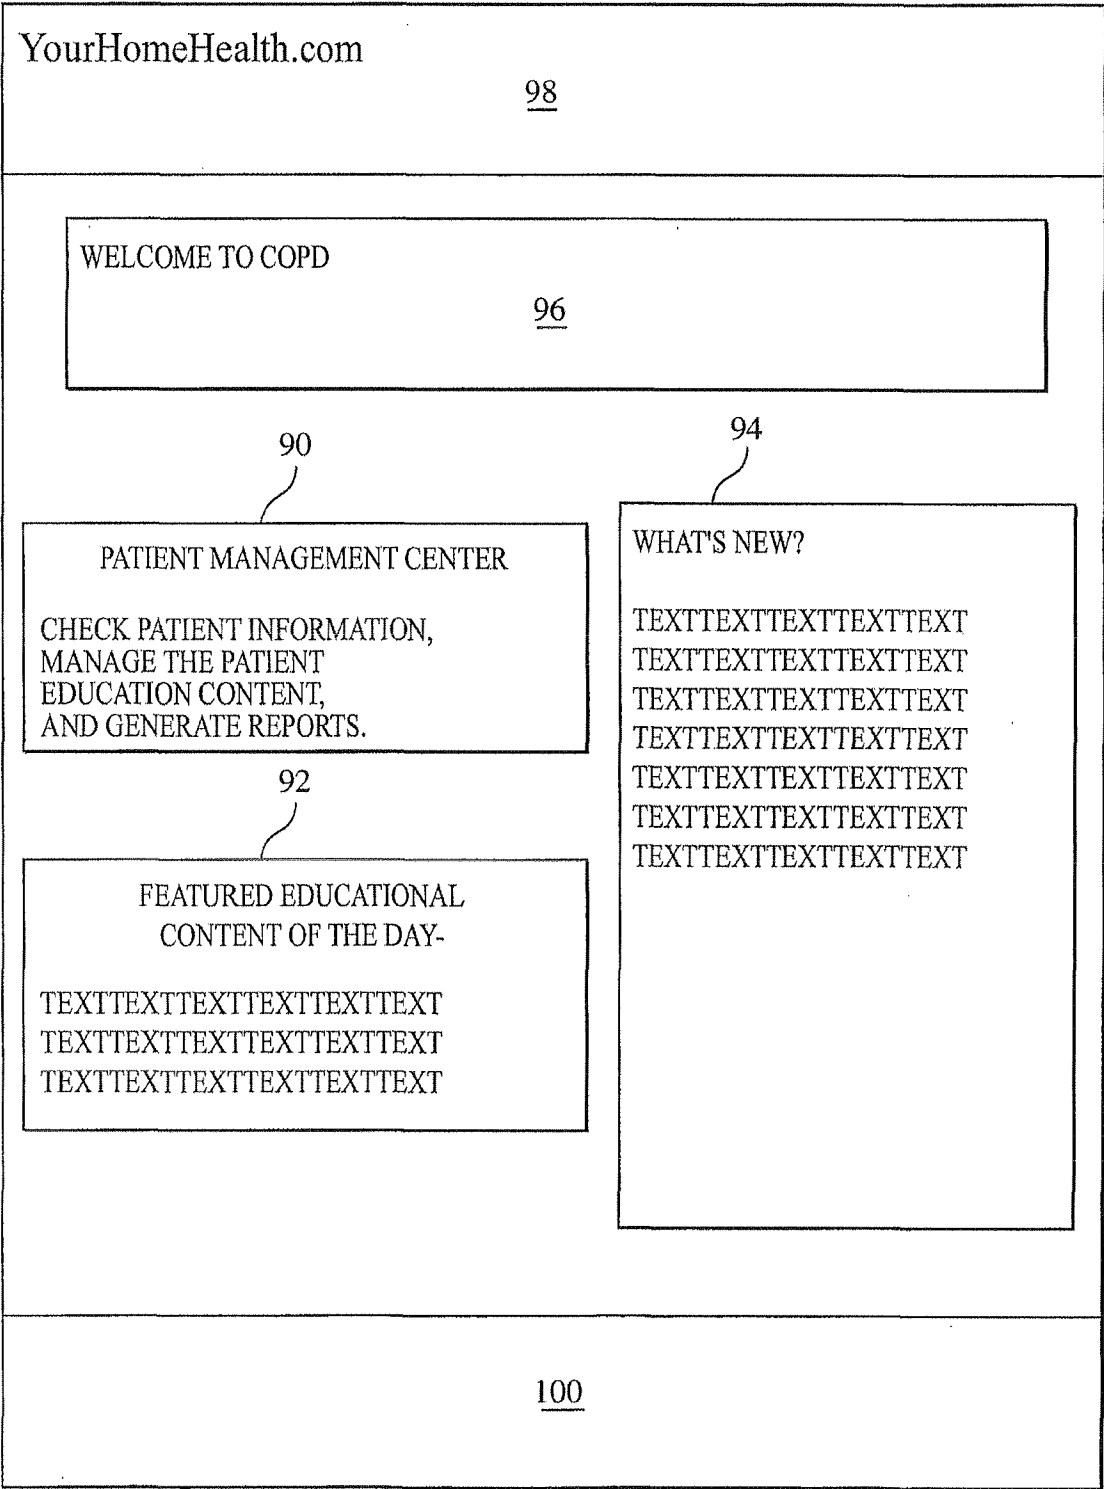 YourHomeHealth.com
98
WELCOME TO COPD
96
90
PATIENT MANAGEMENT CENTER
CHECK PATIENT INFORMATION,
MANAGE THE PATIENT
EDUCATION CONTENT,
AND GENERATE REPORTS.
92
FEATURED EDUCATIONAL
CONTENT OF THE DAY-
TEXTTEXTTEXTTEXTTEXTTEXT
TEXTTEXTTEXTTEXTTEXTTEXT
TEXTTEXTTEXTTEXTTEXTTEXT
94
WHAT'S NEW?
TEXTTEXTTEXTTEXTTEXT
TEXTTEXTTEXTTEXTTEXT
TEXTTEXTTEXTTEXTTEXT
TEXTTEXTTEXTTEXTTEXT
TEXTTEXTTEXTTEXTTEXT
TEXTTEXTTEXTTEXTTEXT
TEXTTEXTTEXTTEXTTEXT
100